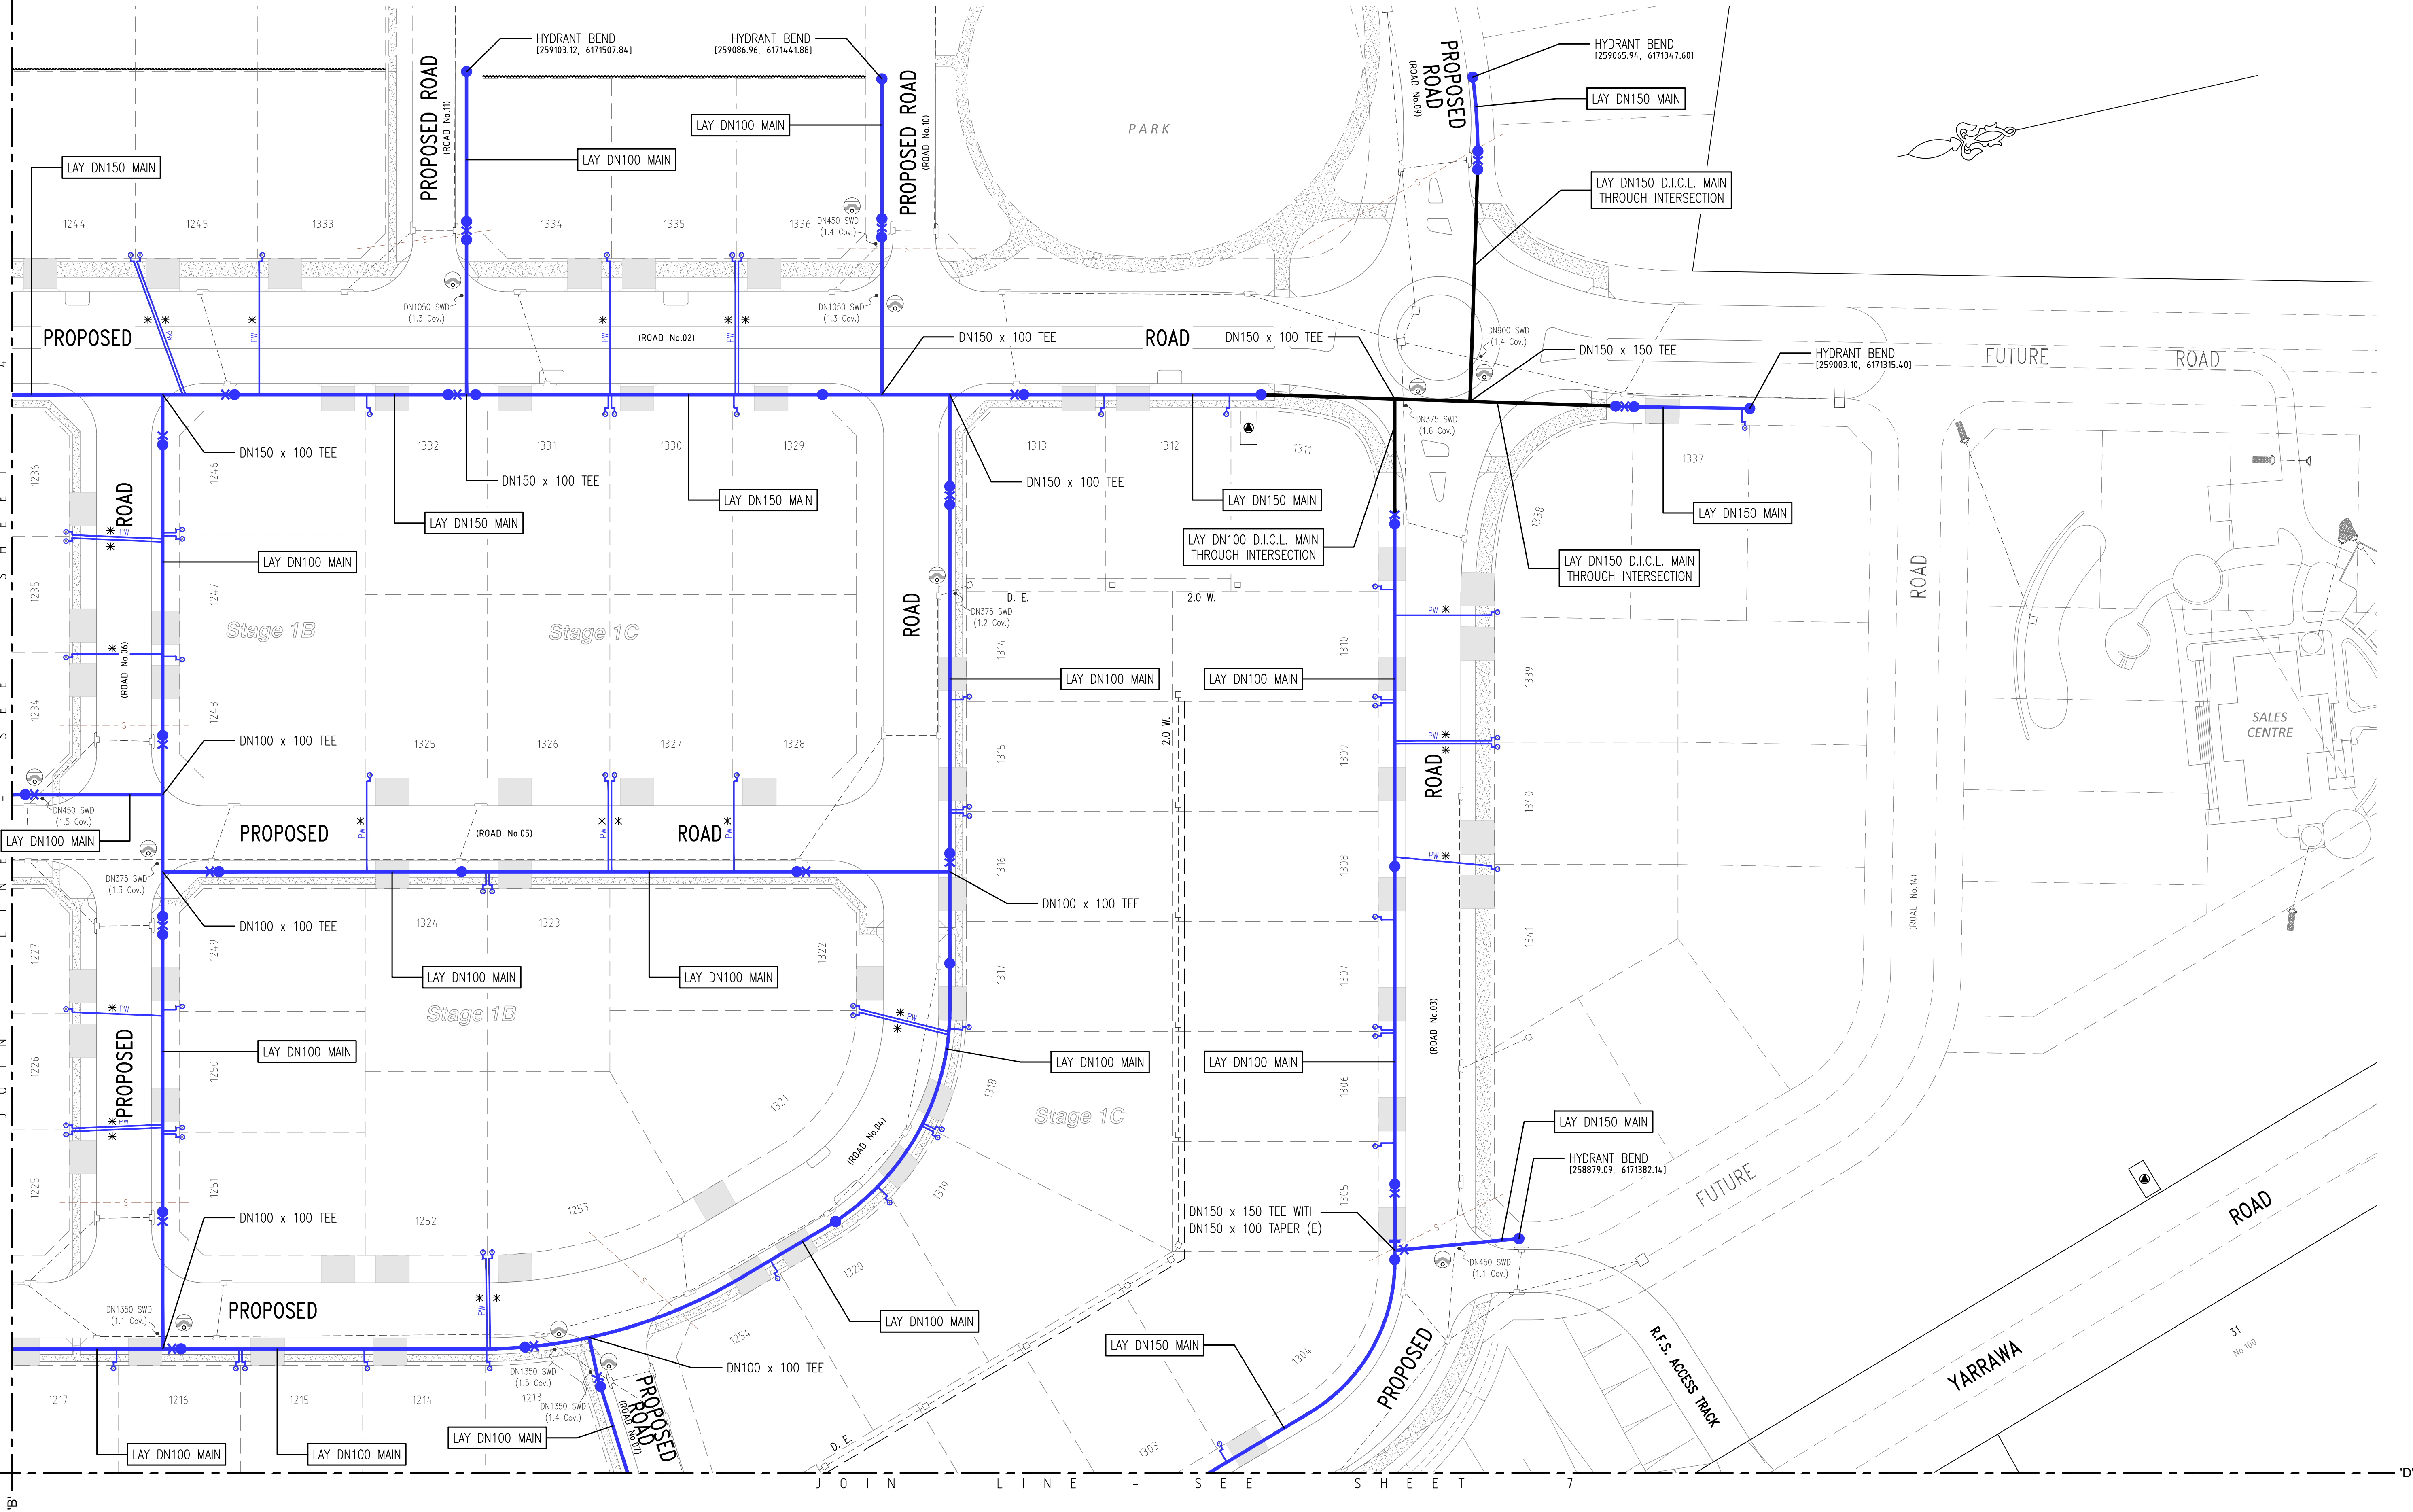 HYDRANT BEND
[259103.12, 6171507.84]
HYDRANT BEND
[259086.96, 6171441.88]
HYDRANT BEND
[259065.94, 6171347.60]
PROPOSED ROAD
(ROAD No.11)
PROPOSED ROAD
(ROAD No.10)
PROPOSED
ROAD
(ROAD No.09)
LAY DN150 MAIN
LAY DN100 MAIN
PARK
LAY DN150 MAIN
LAY DN100 MAIN
LAY DN150 D.I.C.L. MAIN
THROUGH INTERSECTION
1244
1245
1333
1334
1335
1336
DN450 SWD
(1.4 Cov.)
S
S
S
DN1050 SWD
(1.3 Cov.)
DN1050 SWD
(1.3 Cov.)
PROPOSED
PW
PW
PW
PW
(ROAD No.02)
DN150 x 100 TEE
ROAD
DN150 x 100 TEE
DN900 SWD
(1.4 Cov.)
DN150 x 150 TEE
HYDRANT BEND
[259003.10, 6171315.40]
FUTURE
ROAD
4
DN375 SWD
(1.6 Cov.)
1332
1331
1330
1329
1313
1312
1311
1337
DN150 x 100 TEE
1236
1246
ROAD
DN150 x 100 TEE
DN150 x 100 TEE
LAY DN150 MAIN
LAY DN150 MAIN
LAY DN150 MAIN
LAY DN150 MAIN
1338
PW
LAY DN100 D.I.C.L. MAIN
THROUGH INTERSECTION
LAY DN100 MAIN
LAY DN150 D.I.C.L. MAIN
THROUGH INTERSECTION
ROAD
1235
1247
D. E.
2.0 W.
DN375 SWD
(1.2 Cov.)
ROAD
PW
Stage 1B
Stage 1C
1314
1310
(ROAD No.06)
LAY DN100 MAIN
LAY DN100 MAIN
1339
1234
1248
S
2.0 W.
SALES
CENTRE
DN100 x 100 TEE
1325
1326
1327
1328
1315
1309
PW
ROAD
1340
DN450 SWD
(1.5 Cov.)
LAY DN100 MAIN
PROPOSED
PW
(ROAD No.05)
PW
ROAD
PW
1316
1308
PW
DN375 SWD
(1.3 Cov.)
DN100 x 100 TEE
(ROAD No.14)
DN100 x 100 TEE
1324
1323
1322
1227
1249
1317
1307
1341
LAY DN100 MAIN
LAY DN100 MAIN
PW
Stage 1B
PW
(ROAD No.03)
PROPOSED
LAY DN100 MAIN
LAY DN100 MAIN
LAY DN100 MAIN
1226
1250
1318
1306
1321
Stage 1C
PW
(ROAD No.04)
LAY DN150 MAIN
HYDRANT BEND
[258879.09, 6171382.14]
1225
1251
S
1319
1305
FUTURE
DN100 x 100 TEE
1252
1253
DN150 x 150 TEE WITH
DN150 x 100 TAPER (E)
S
DN450 SWD
(1.1 Cov.)
ROAD
1320
S
DN1350 SWD
(1.1 Cov.)
PROPOSED
PW
LAY DN100 MAIN
1254
LAY DN150 MAIN
1304
PROPOSED
R.F.S. ACCESS TRACK
31
No.100
YARRAWA
DN100 x 100 TEE
DN1350 SWD
(1.5 Cov.)
1217
1216
1215
1214
1213
DN1350 SWD
(1.4 Cov.)
PROPOSED
ROAD
(ROAD No.07)
LAY DN100 MAIN
LAY DN100 MAIN
LAY DN100 MAIN
D. E.
1303
JOIN LINE - SEE SHEET 7
'B'
'D'